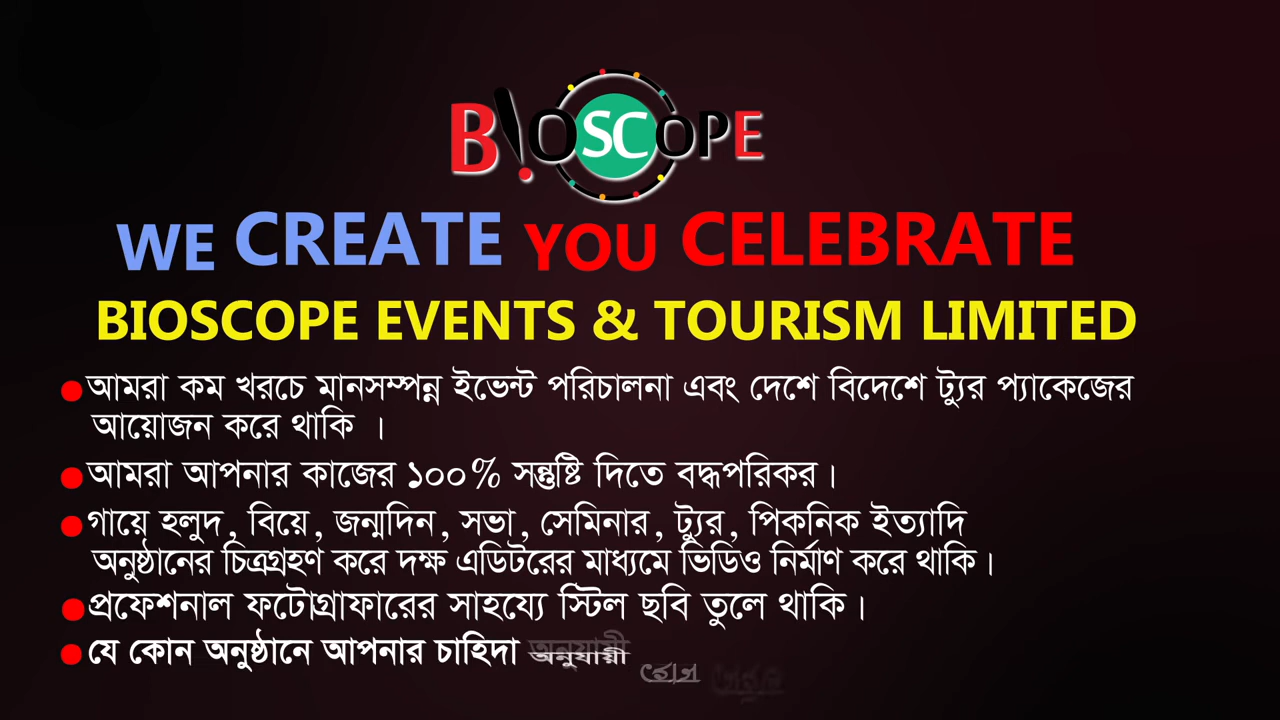 B!OSCOPE
WE CREATE YOU CELEBRATE
BIOSCOPE EVENTS & TOURISM LIMITED
আমরা কম খরচে মানসম্পন্ন ইভেন্ট পরিচালনা এবং দেশে বিদেশে ট্যুর প্যাকেজের
আয়োজন করে থাকি ।
আমরা আপনার কাজের ১০০% সন্তুষ্টি দিতে বদ্ধপরিকর।
গায়ে হলুদ, বিয়ে, জন্মদিন, সভা, সেমিনার, ট্যুর, পিকনিক ইত্যাদি
অনুষ্ঠানের চিত্রগ্রহণ করে দক্ষ এডিটরের মাধ্যমে ভিডিও নির্মাণ করে থাকি।
প্রফেশনাল ফটোগ্রাফারের সাহয্যে স্টিল ছবি তুলে থাকি।
যে কোন অনুষ্ঠানে আপনার চাহিদা অনুযায়ী